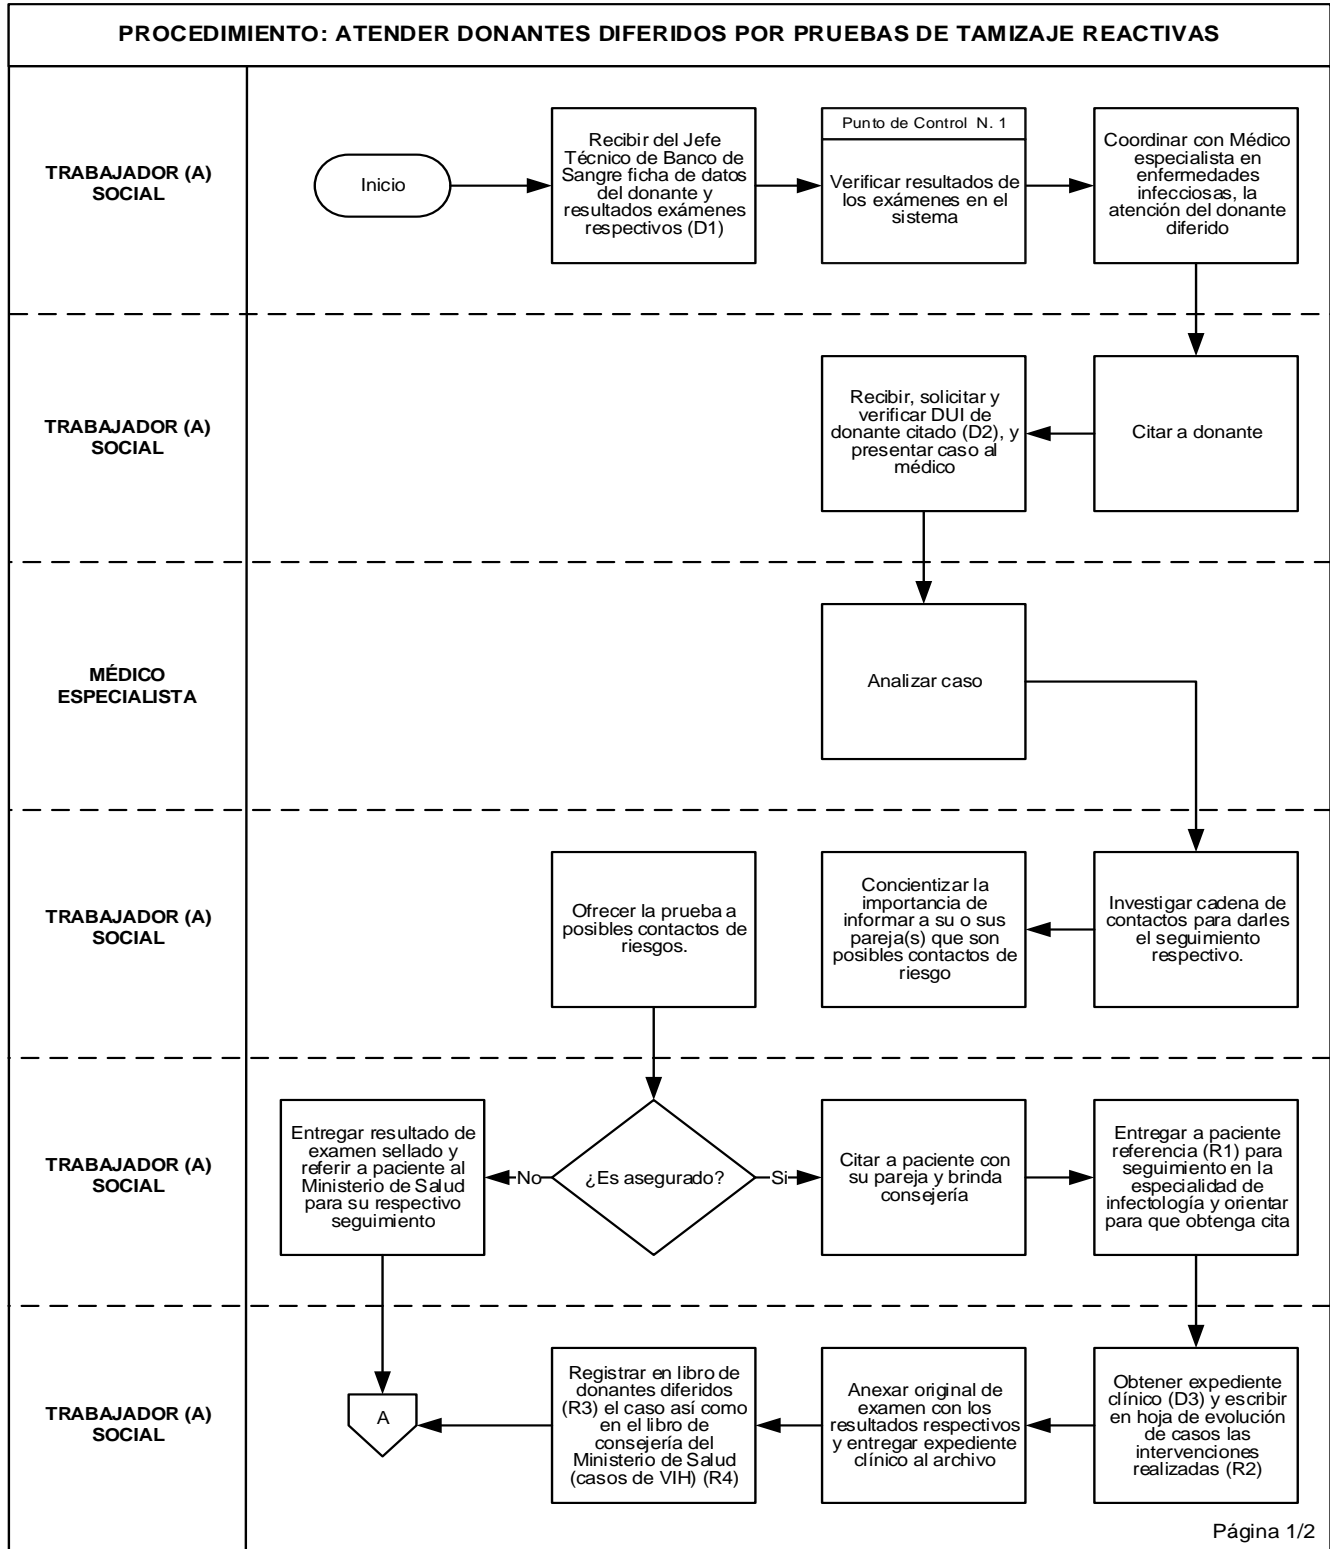 PROCEDIMIENTO: ATENDER DONANTES DIFERIDOS POR PRUEBAS DE TAMIZAJE REACTIVAS
TRABAJADOR (A)
SOCIAL
Inicio
Recibir del Jefe
Técnico de Banco de
Sangre ficha de datos
del donante y
resultados exámenes
respectivos (D1)
Punto de Control N. 1
Verificar resultados de
los exámenes en el
sistema
Coordinar con Médico
especialista en
enfermedades
infecciosas, la
atención del donante
diferido
TRABAJADOR (A)
SOCIAL
Recibir, solicitar y
verificar DUI de
donante citado (D2), y
presentar caso al
médico
Citar a donante
MÉDICO
ESPECIALISTA
Analizar caso
TRABAJADOR (A)
SOCIAL
Ofrecer la prueba a
posibles contactos de
riesgos.
Concientizar la
importancia de
informar a su o sus
pareja(s) que son
posibles contactos de
riesgo
Investigar cadena de
contactos para darles
el seguimiento
respectivo.
TRABAJADOR (A)
SOCIAL
Entregar resultado de
examen sellado y
referir a paciente al
Ministerio de Salud
para su respectivo
seguimiento
No
¿Es asegurado?
Si
Citar a paciente con
su pareja y brinda
consejería
Entregar a paciente
referencia (R1) para
seguimiento en la
especialidad de
infectología y orientar
para que obtenga cita
TRABAJADOR (A)
SOCIAL
A
Registrar en libro de
donantes diferidos
(R3) el caso así como
en el libro de
consejería del
Ministerio de Salud
(casos de VIH) (R4)
Anexar original de
examen con los
resultados respectivos
y entregar expediente
clínico al archivo
Obtener expediente
clínico (D3) y escribir
en hoja de evolución
de casos las
intervenciones
realizadas (R2)
Página 1/2